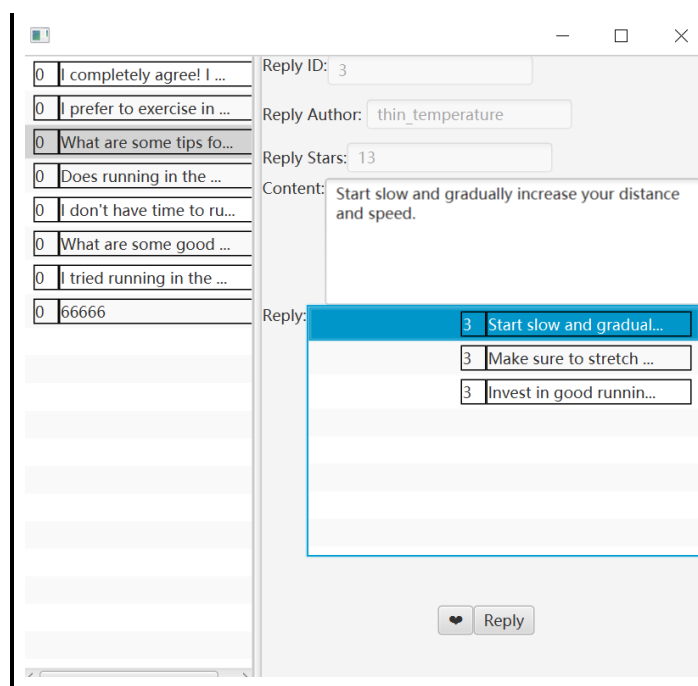 0 I completely agree! I ...
0 I prefer to exercise in ...
0 What are some tips fo...
0 Does running in the ...
0 I don't have time to ru...
0 What are some good ...
0 I tried running in the ...
0 66666
Reply ID: 3
Reply Author: thin_temperature
Reply Stars: 13
Content: Start slow and gradually increase your distance
and speed.
Reply:
3 Start slow and gradual...
3 Make sure to stretch ...
3 Invest in good runnin...
❤ Reply